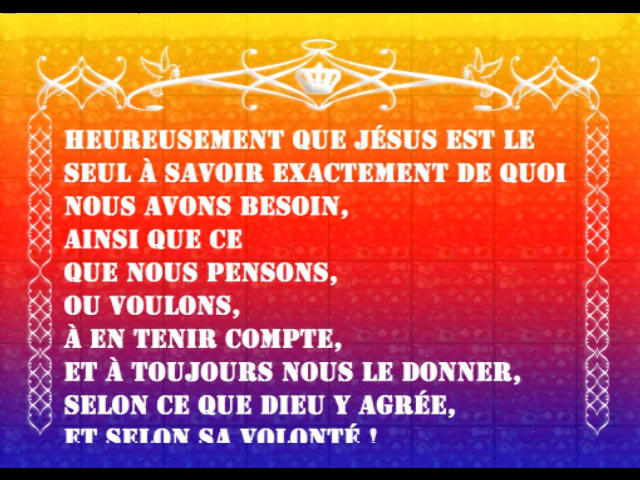 HEUREUSEMENT QUE JÉSUS EST LE
SEUL À SAVOIR EXACTEMENT DE QUOI
NOUS AVONS BESOIN,
AINSI QUE CE
QUE NOUS PENSONS,
OU VOULONS,
À EN TENIR COMPTE,
ET À TOUJOURS NOUS LE DONNER,
SELON CE QUE DIEU Y AGRÉE,
ET SELON SA VOLONTÉ !